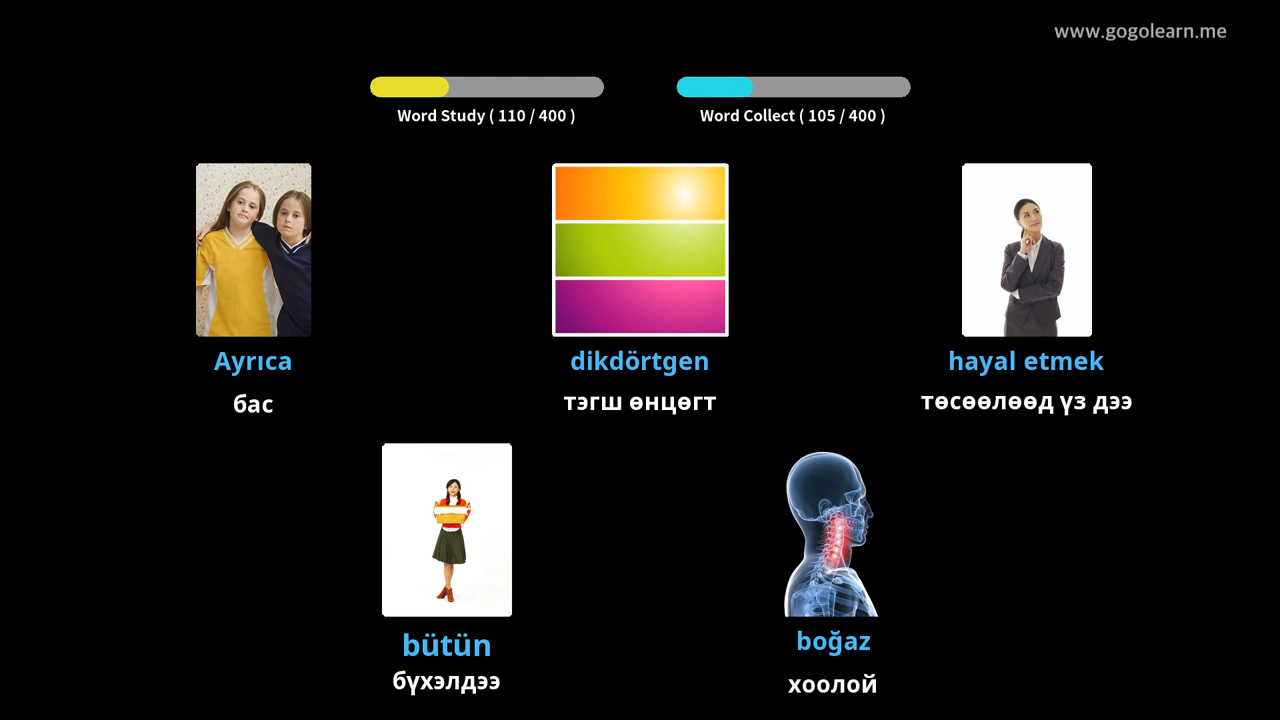 www.gogolearn.me
Word Study ( 110 / 400 )
Word Collect ( 105 / 400 )
Ayrıca
бас
dikdörtgen
тэгш өнцөгт
hayal etmek
төсөөлөөд үз дээ
bütün
бүхэлдээ
boğaz
хоолой